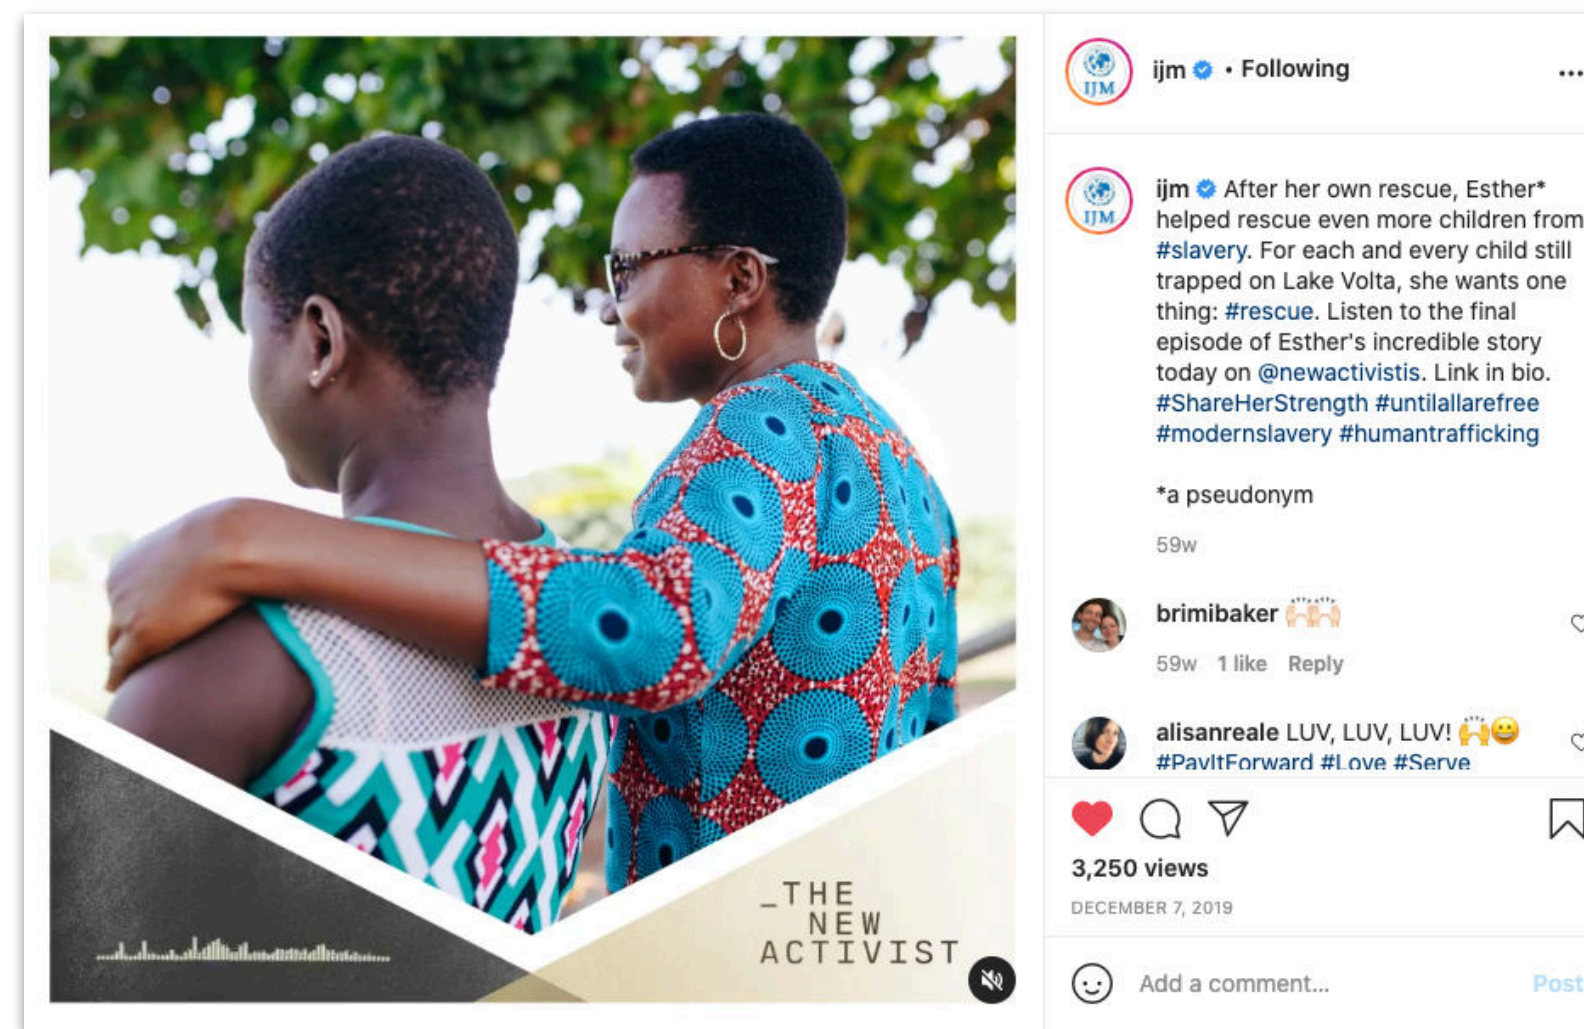 IJM
ijm • Following
...
IJM
ijm After her own rescue, Esther*
helped rescue even more children from
#slavery. For each and every child still
trapped on Lake Volta, she wants one
thing: #rescue. Listen to the final
episode of Esther's incredible story
today on @newactivistis. Link in bio.
#ShareHerStrength #untilallarefree
#modernslavery #humantrafficking
*a pseudonym
59w
brimibaker 🙌🏻🙌🏻
59w 1 like Reply
alisanreale LUV, LUV, LUV! 🙌😀
#PayItForward #Love #Serve
3,250 views
DECEMBER 7, 2019
Add a comment... Post
_THE
NEW
ACTIVIST